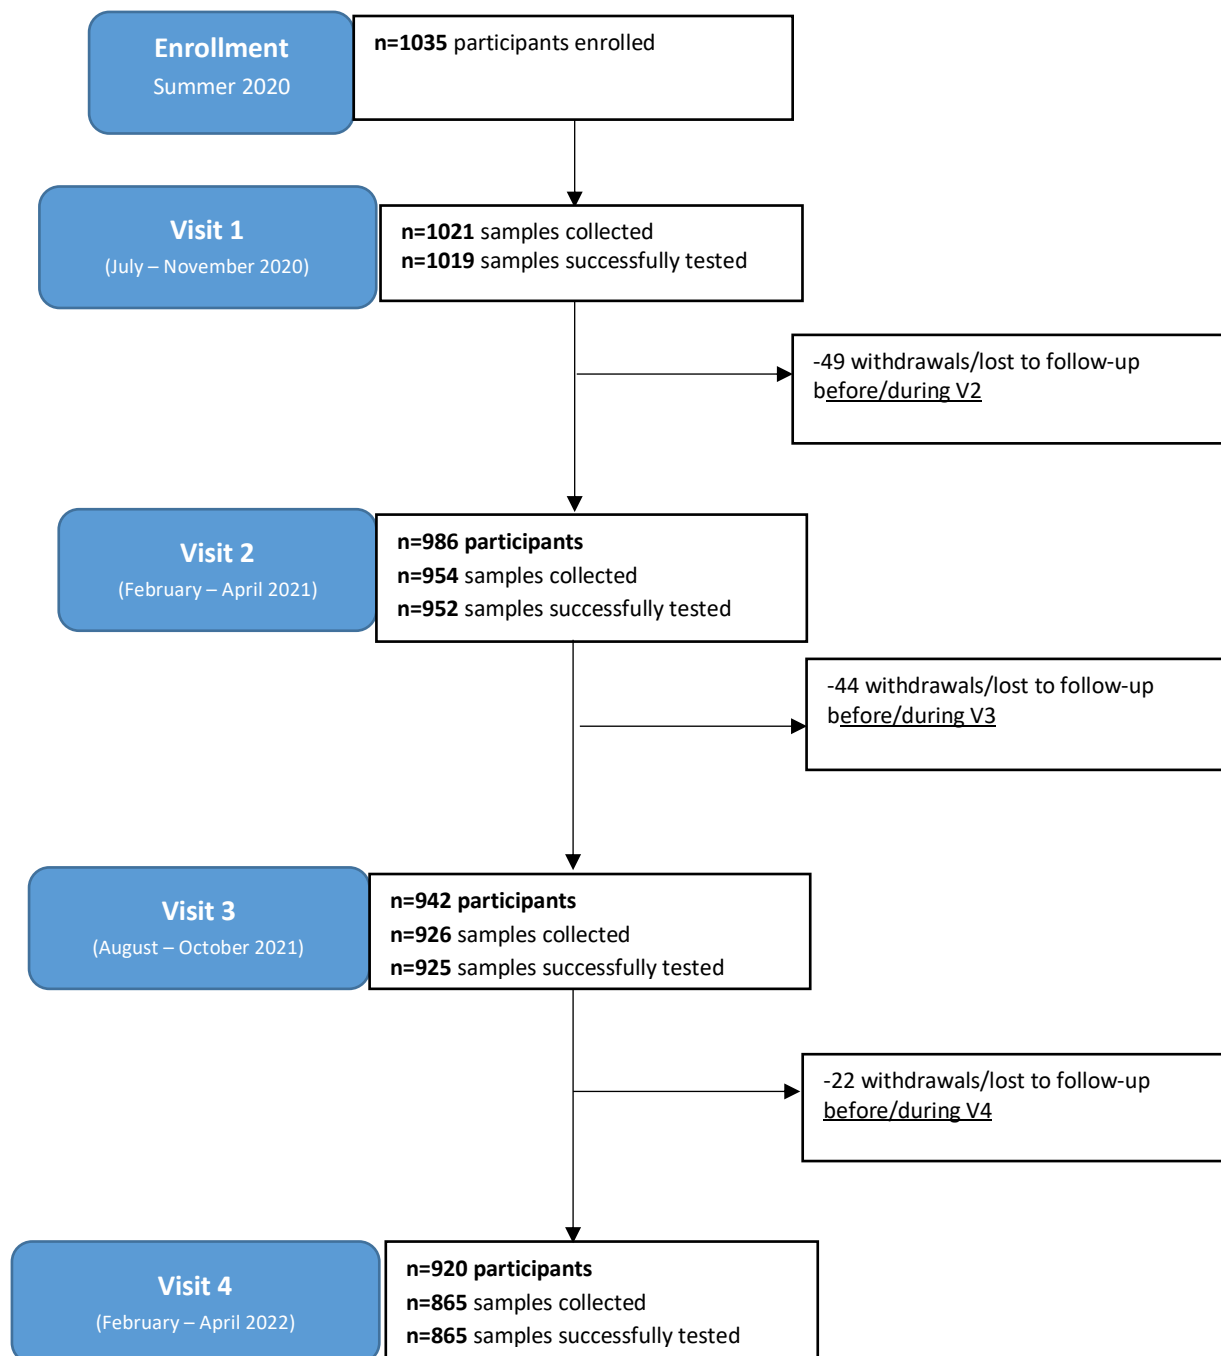 Enrollment
Summer 2020
n=1035 participants enrolled
Visit 1
(July – November 2020)
n=1021 samples collected
n=1019 samples successfully tested
-49 withdrawals/lost to follow-up
before/during V2
Visit 2
(February – April 2021)
n=986 participants
n=954 samples collected
n=952 samples successfully tested
-44 withdrawals/lost to follow-up
before/during V3
Visit 3
(August – October 2021)
n=942 participants
n=926 samples collected
n=925 samples successfully tested
-22 withdrawals/lost to follow-up
before/during V4
Visit 4
(February – April 2022)
n=920 participants
n=865 samples collected
n=865 samples successfully tested